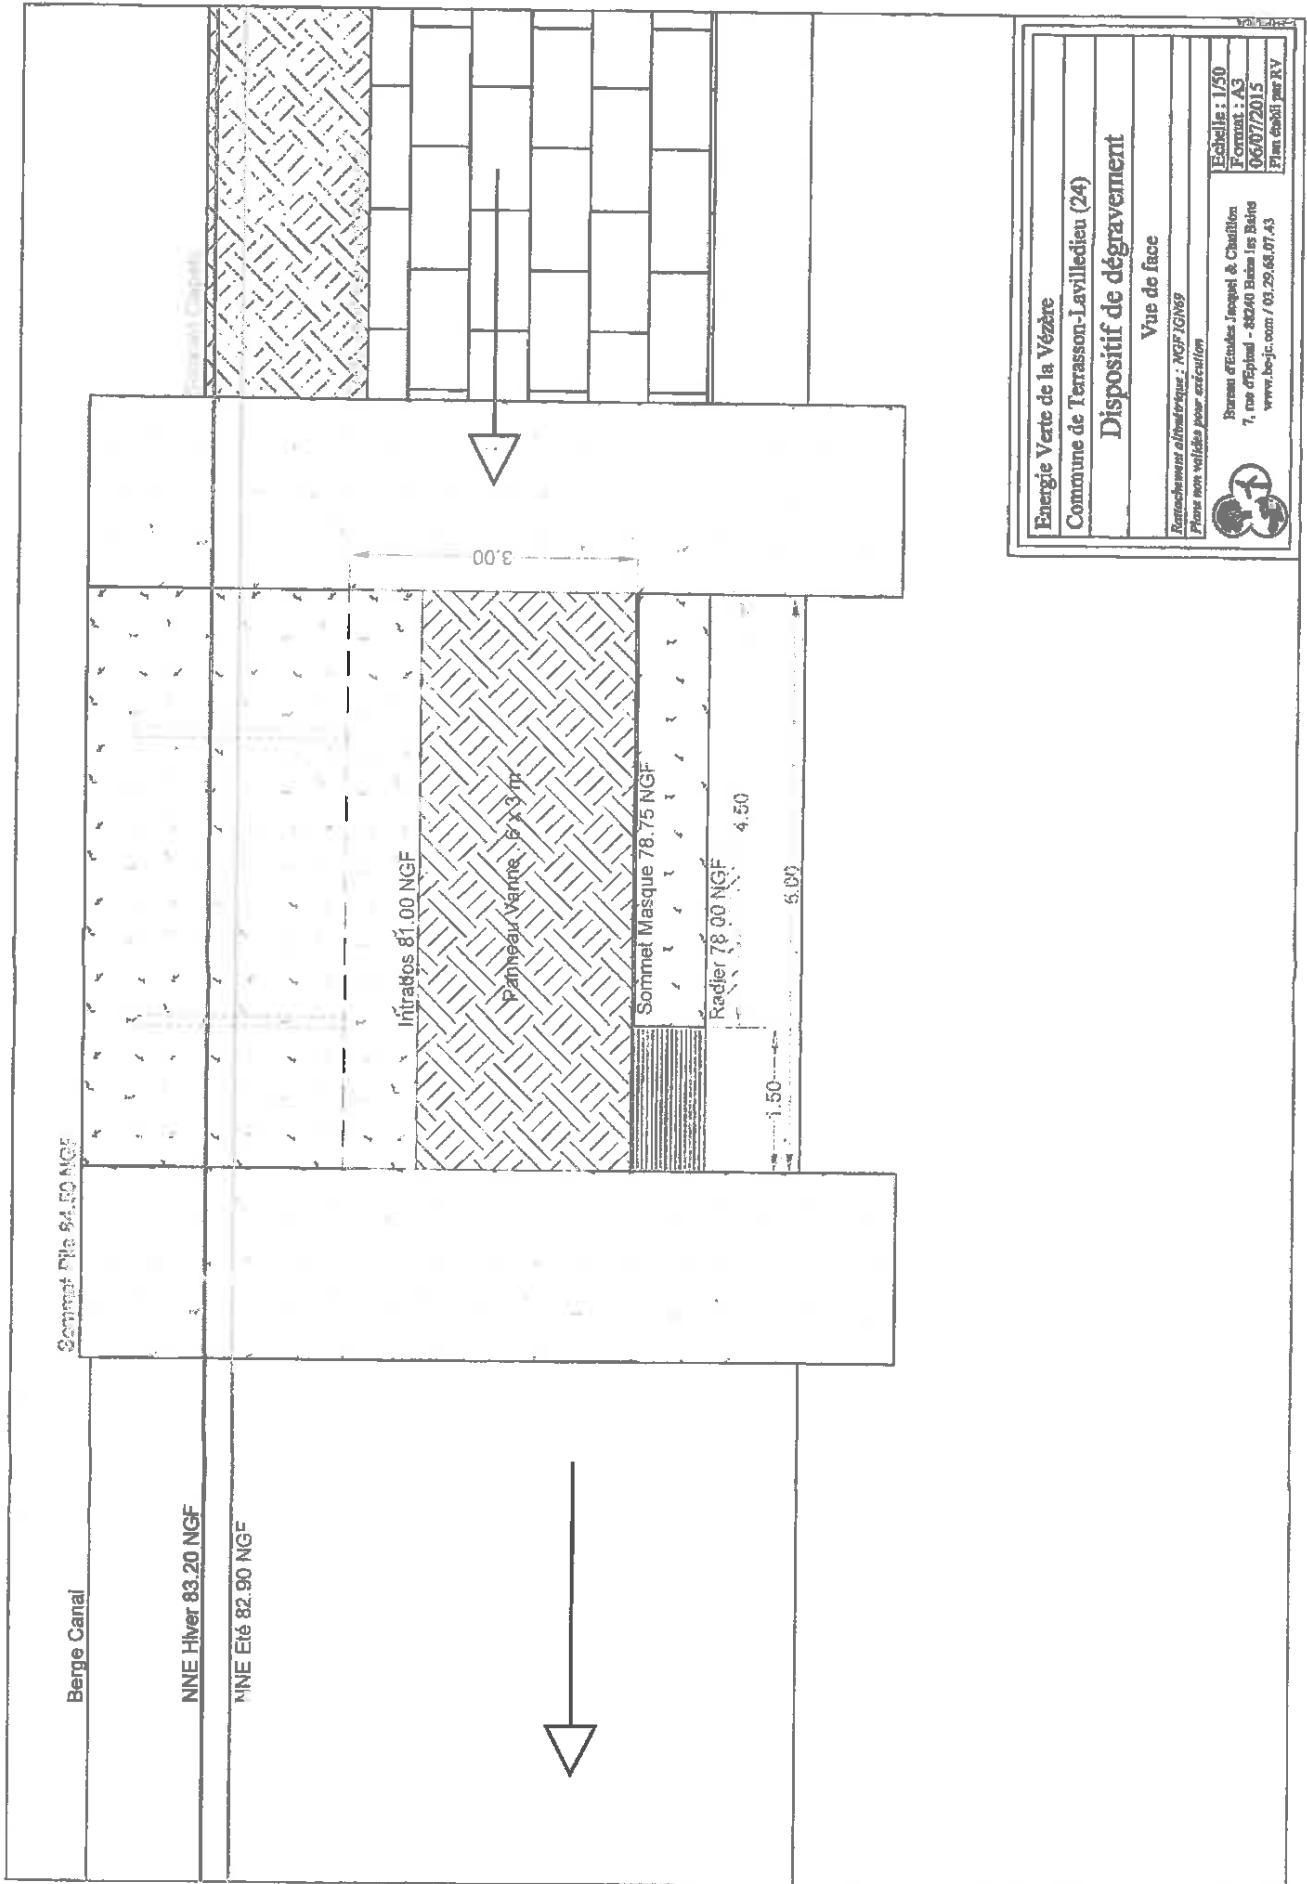 Sommet Pile 84.50 NGF
Berge Canal
NNE Hiver 83.20 NGF
NNE Eté 82.90 NGF
Intrados 81.00 NGF
Panneau Vanne 6 x 3 m
3.00
Sommet Masque 78.75 NGF
Radier 78.00 NGF
4.50
1.50
6.00
Energie Verte de la Vézère
Commune de Terrasson-Lavilledieu (24)
Dispositif de dégravement
Vue de face
Rattachement altimétrique : NGF IGN69
Plans non valides pour exécution
Bureau d'Etudes Jacquel & Chatillon
7, rue d'Epinal - 88240 Bains les Bains
www.be-jc.com / 03.29.68.07.43
Echelle : 1/50
Format : A3
06/07/2015
Plan établi par RV